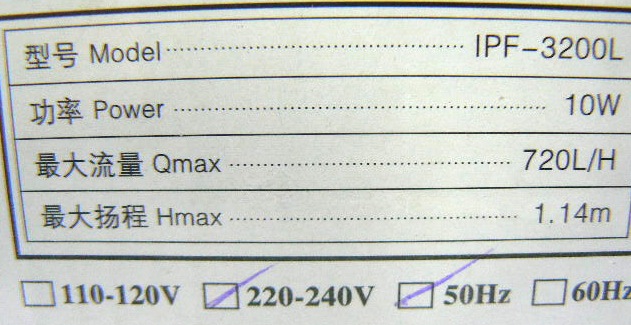 型号 Model IPF-3200L
功率 Power 10W
最大流量 Qmax 720L/H
最大扬程 Hmax 1.14m
110-120V 220-240V 50Hz 60Hz